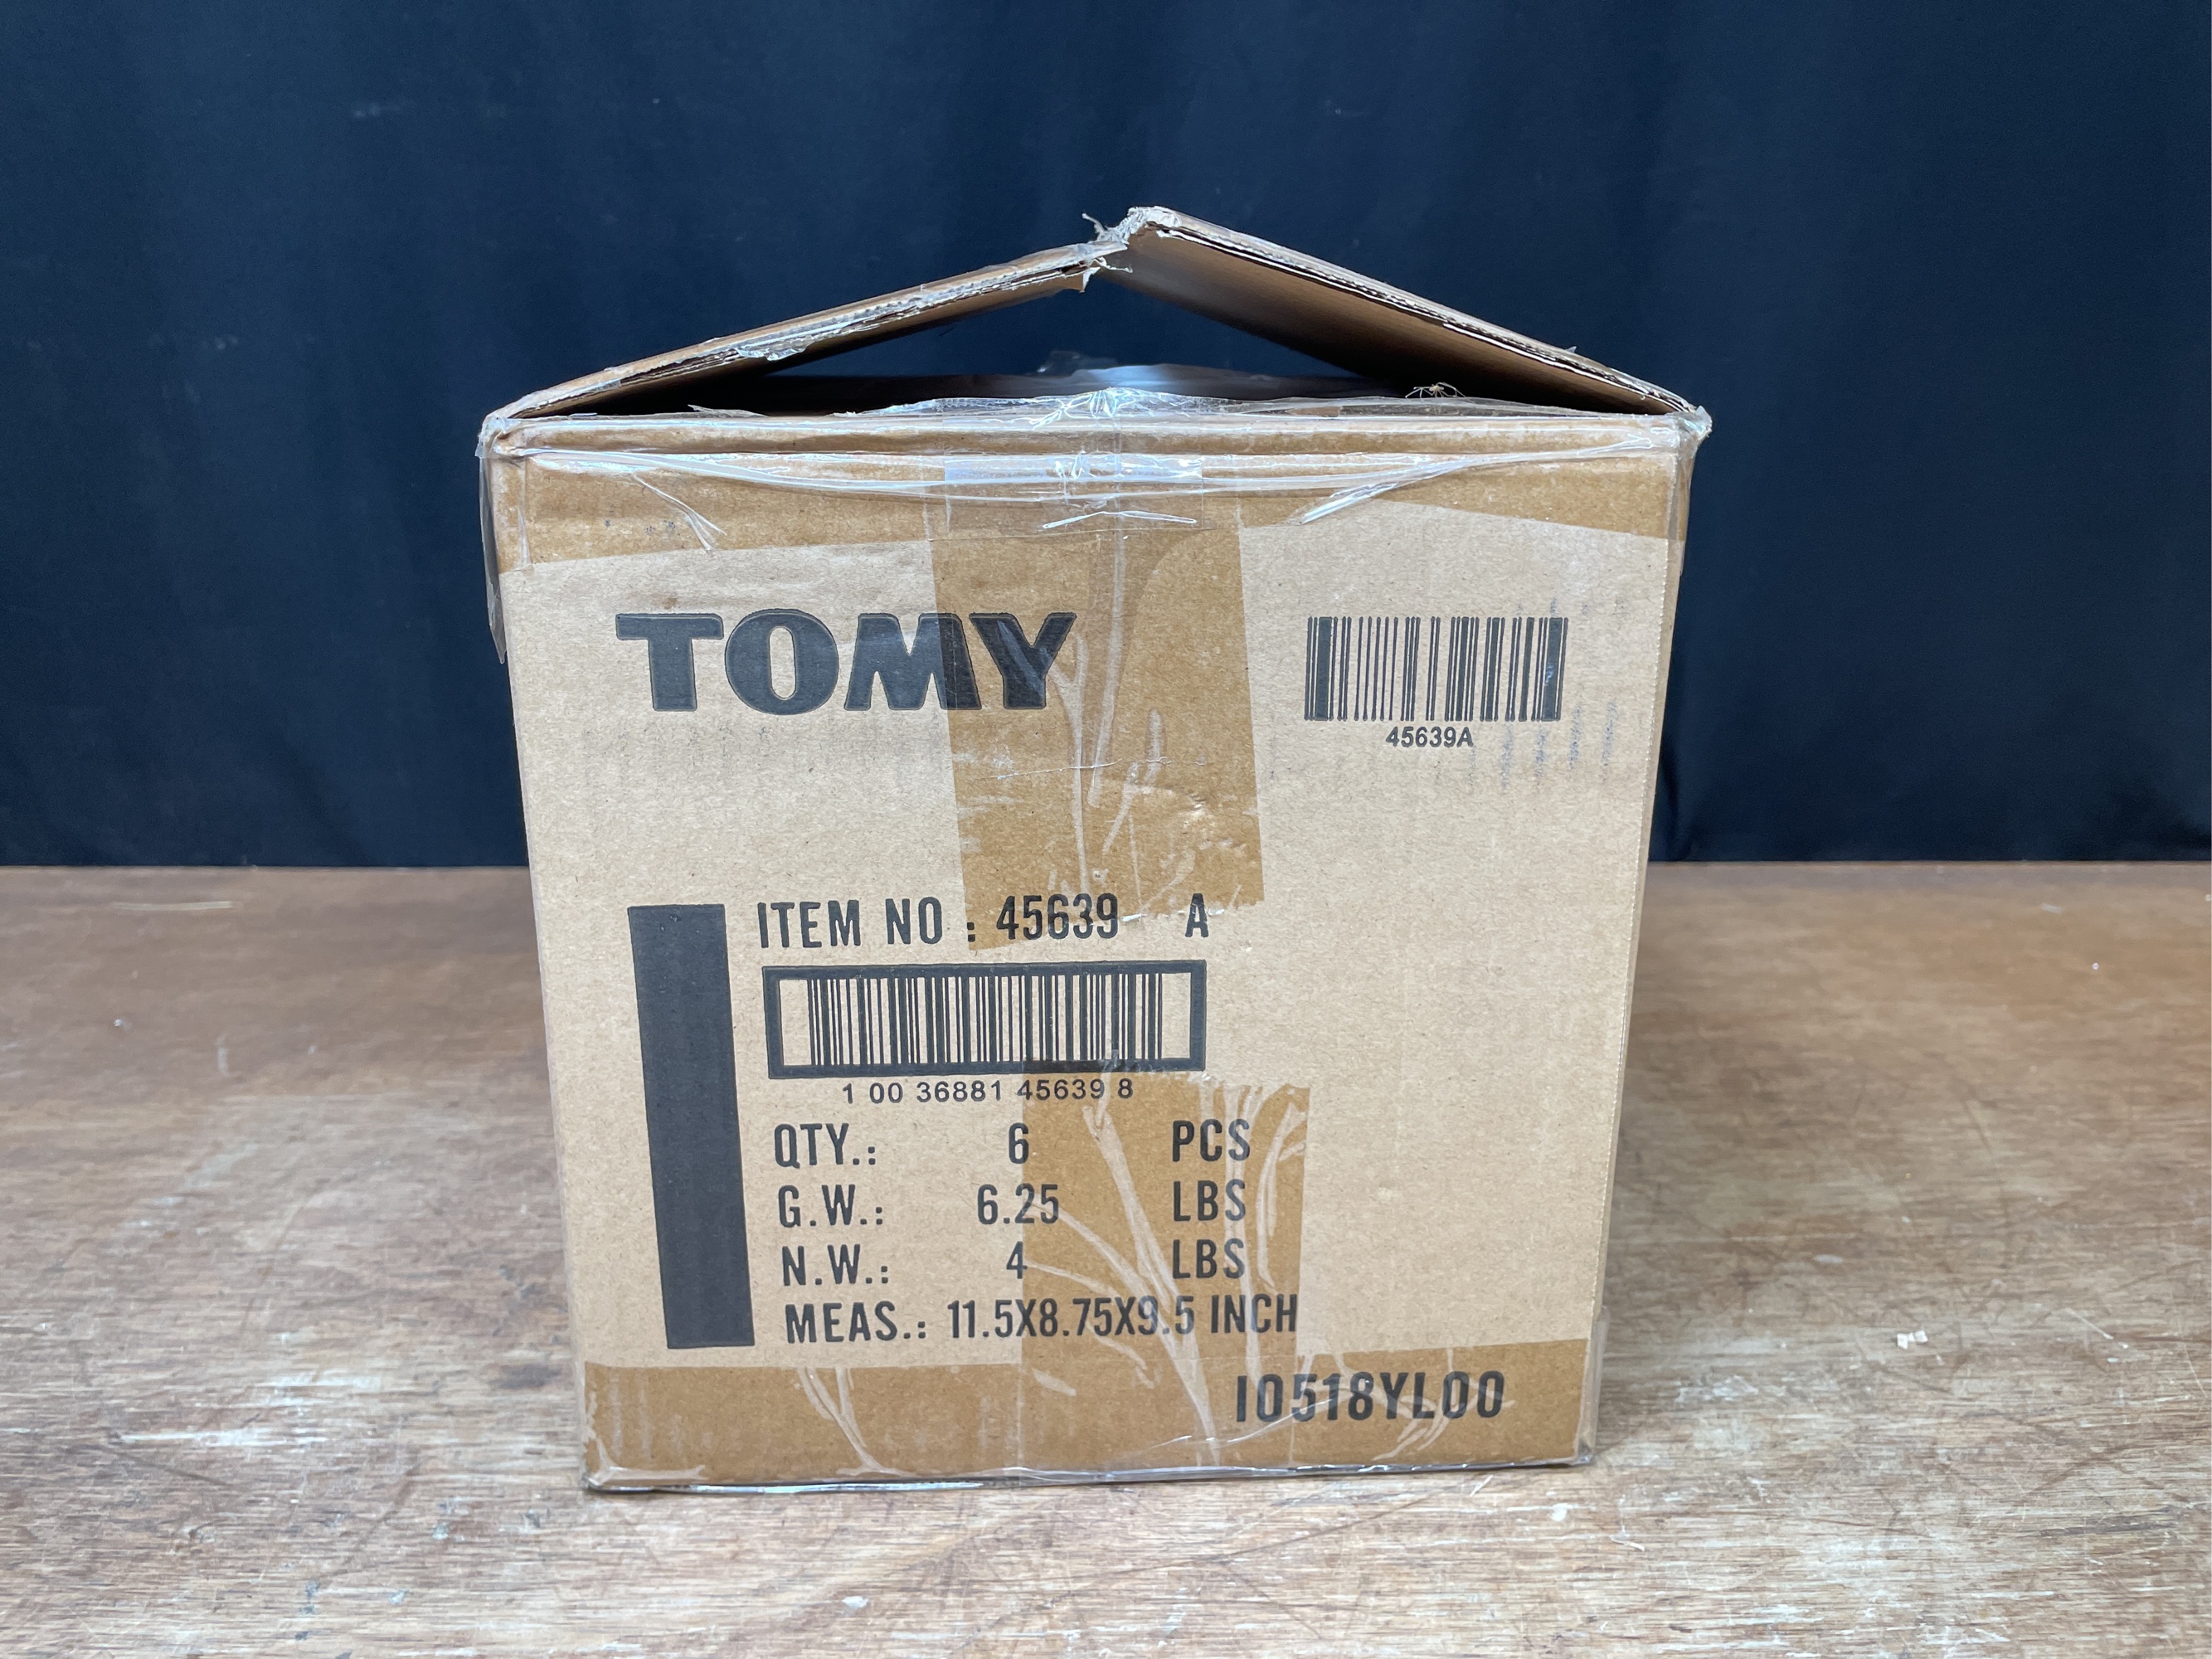 TOMY
45639A
ITEM NO : 45639 A
1 00 36881 45639 8
QTY.: 6 PCS
G.W.: 6.25 LBS
N.W.: 4 LBS
MEAS.: 11.5X8.75X9.5 INCH
I0518YL00